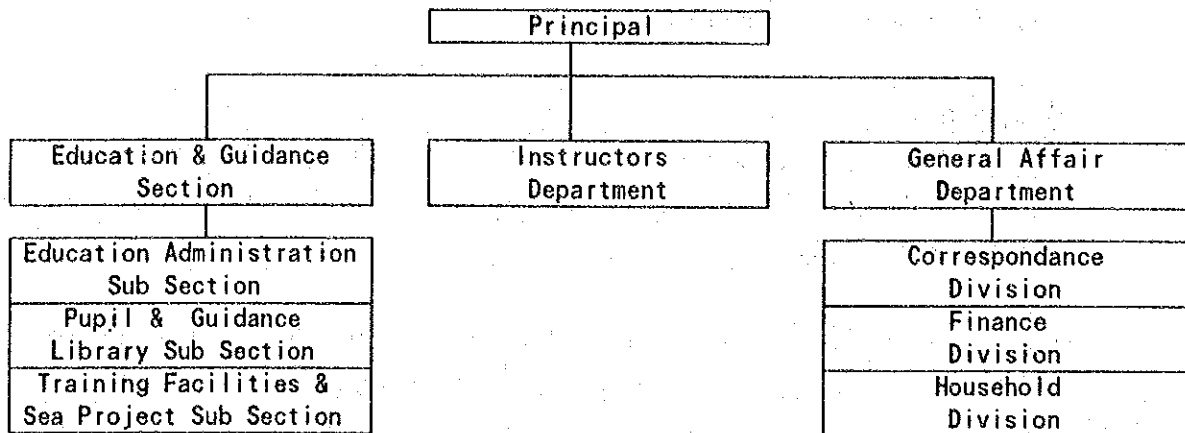 Principal
Education & Guidance
Section
Instructors
Department
General Affair
Department
Education Administration
Sub Section
Pupil & Guidance
Library Sub Section
Training Facilities &
Sea Project Sub Section
Correspondance
Division
Finance
Division
Household
Division